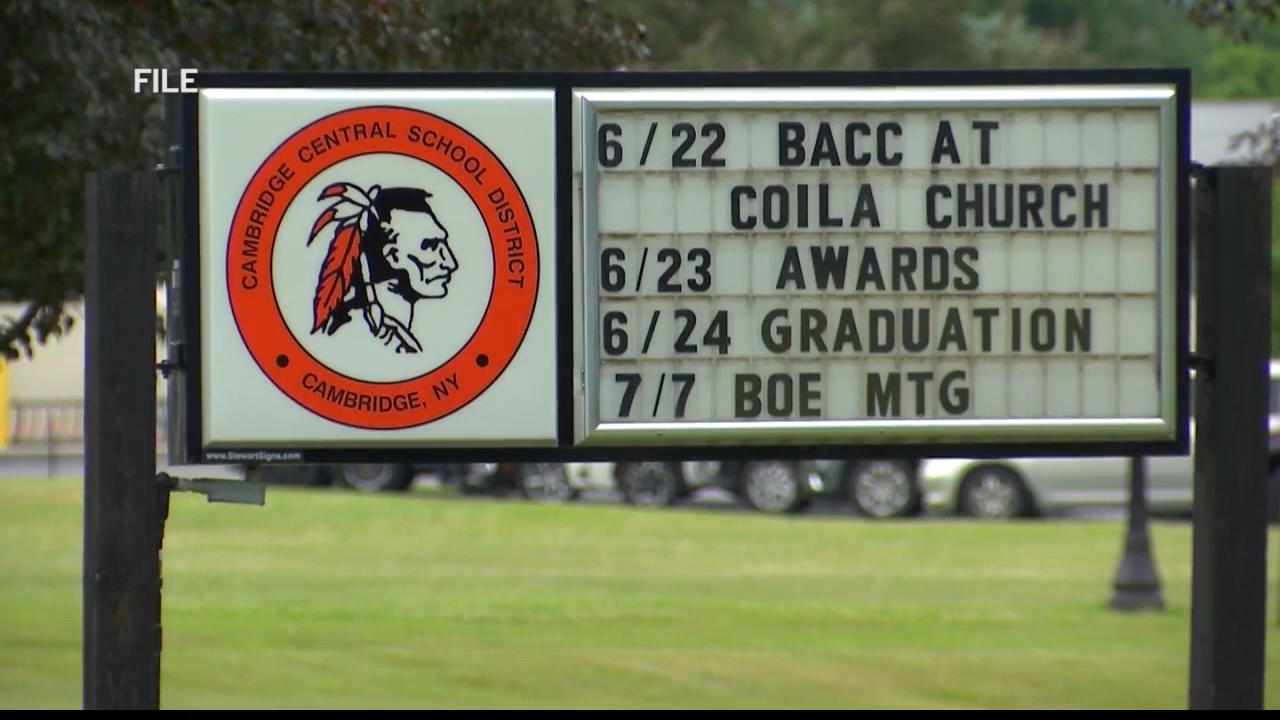 FILE
CAMBRIDGE CENTRAL SCHOOL DISTRICT
CAMBRIDGE, NY
www.StewartSigns.com
6/22 BACC AT
COILA CHURCH
6/23 AWARDS
6/24 GRADUATION
7/7 BOE MTG